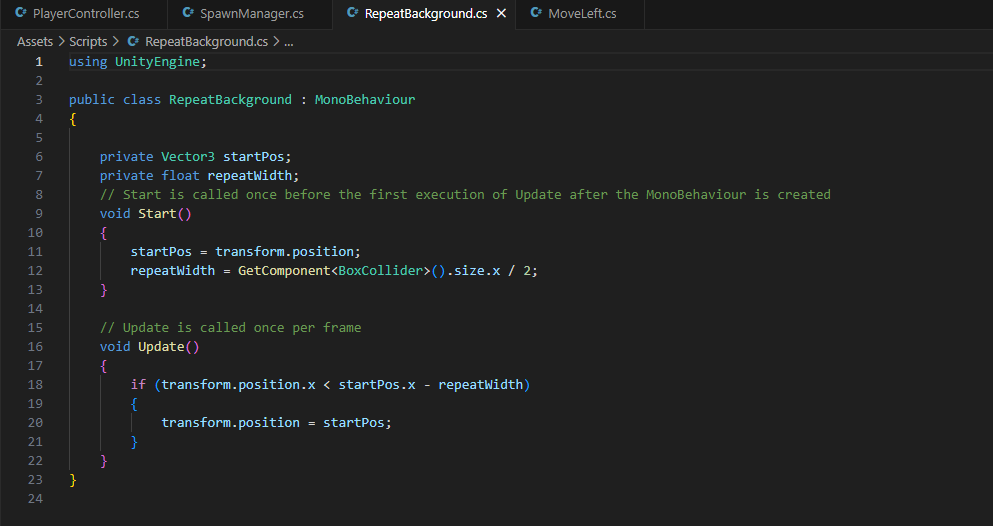 C# PlayerController.cs C# SpawnManager.cs C# RepeatBackground.cs × C# MoveLeft.cs
Assets > Scripts > C# RepeatBackground.cs > ...
1 using UnityEngine;
2
3 public class RepeatBackground : MonoBehaviour
4 {
5
6     private Vector3 startPos;
7     private float repeatWidth;
8     // Start is called once before the first execution of Update after the MonoBehaviour is created
9     void Start()
10     {
11         startPos = transform.position;
12         repeatWidth = GetComponent<BoxCollider>().size.x / 2;
13     }
14
15     // Update is called once per frame
16     void Update()
17     {
18         if (transform.position.x < startPos.x - repeatWidth)
19         {
20             transform.position = startPos;
21         }
22     }
23 }
24